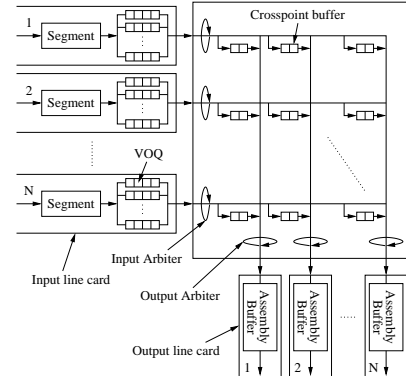 1
Segment
Crosspoint buffer
2
Segment
VOQ
N
Segment
Input line card
Input Arbiter
Output Arbiter
Output line card
Assembly
Buffer
Assembly
Buffer
Assembly
Buffer
1
2
N